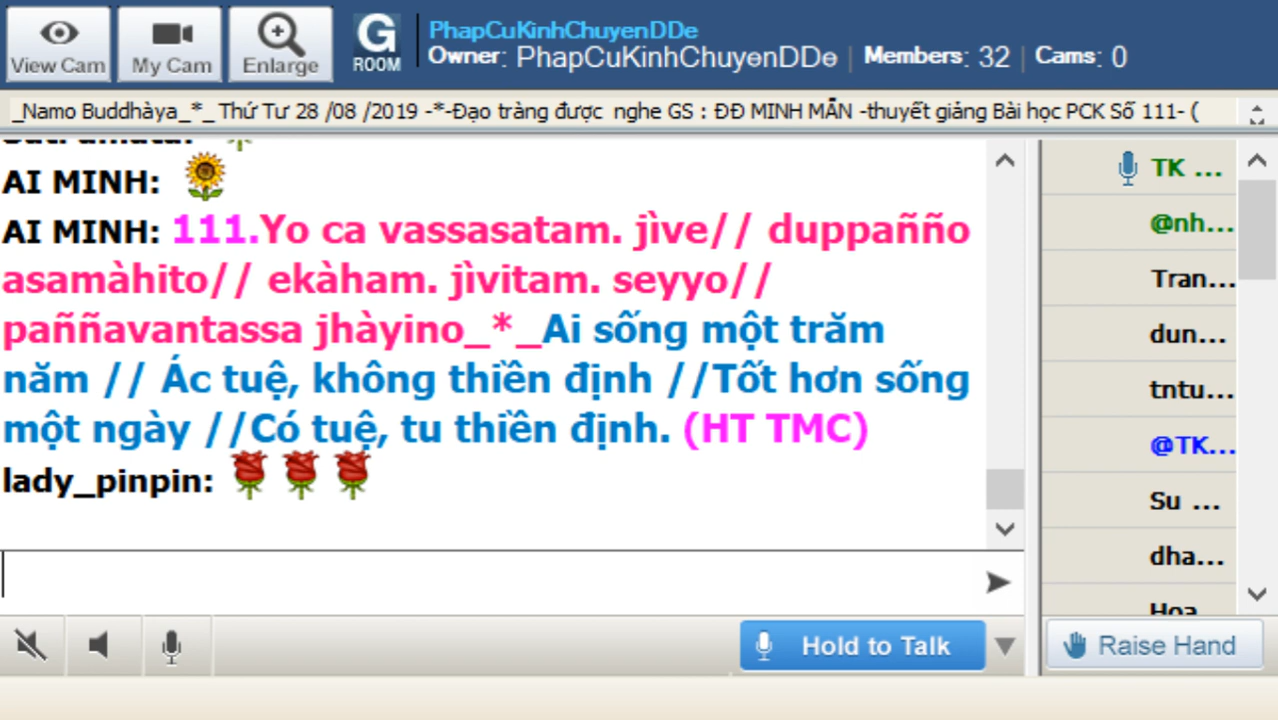 PhapCuKinhChuyenDDe
Owner: PhapCuKinhChuyenDDe | Members: 32 | Cams: 0
View Cam
My Cam
Enlarge
G
ROOM
_Namo Buddhàya_*_ Thứ Tư 28 /08 /2019 -*-Đạo tràng được nghe GS : ĐĐ MINH MẪN -thuyết giảng Bài học PCK Số 111- (
AI MINH:
AI MINH: 111.Yo ca vassasatam. jìve// duppañño
asamàhito// ekàham. jìvitam. seyyo//
paññavantassa jhàyino_*_Ai sống một trăm
năm // Ác tuệ, không thiền định //Tốt hơn sống
một ngày //Có tuệ, tu thiền định. (HT TMC)
lady_pinpin:
TK ...
@nh...
Tran...
dun...
tntu...
@TK...
Su ...
dha...
Hoa
Hold to Talk
Raise Hand